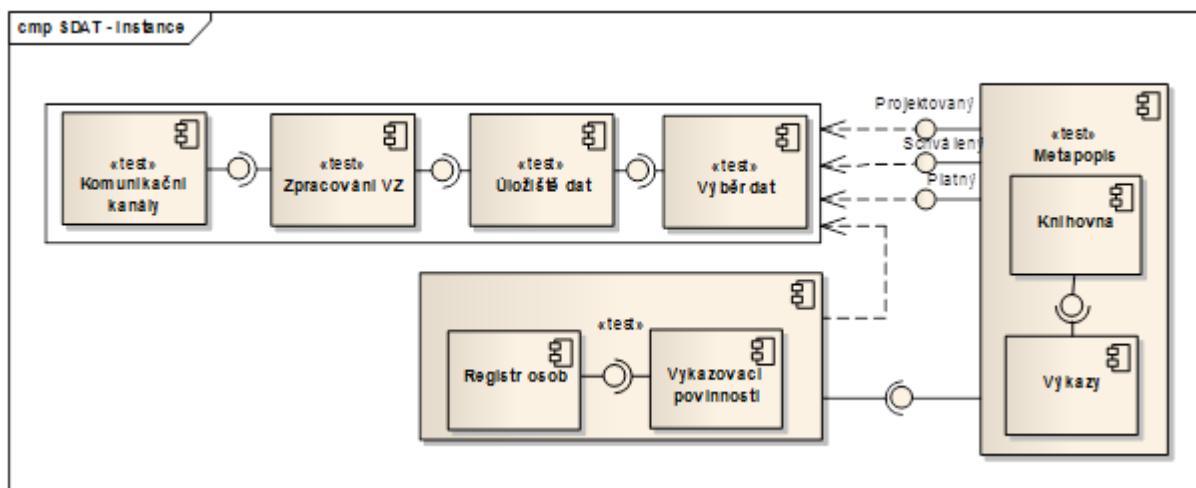 cmp SDAT - Instance
«test»
Komunikační
kanály
«test»
Zpracování VZ
«test»
Úložiště dat
«test»
Výběr dat
Projektovaný
Schválený
Platný
«test»
Metapopis
Knihovna
Výkazy
«test»
Registr osob
Vykazovací
povinnosti